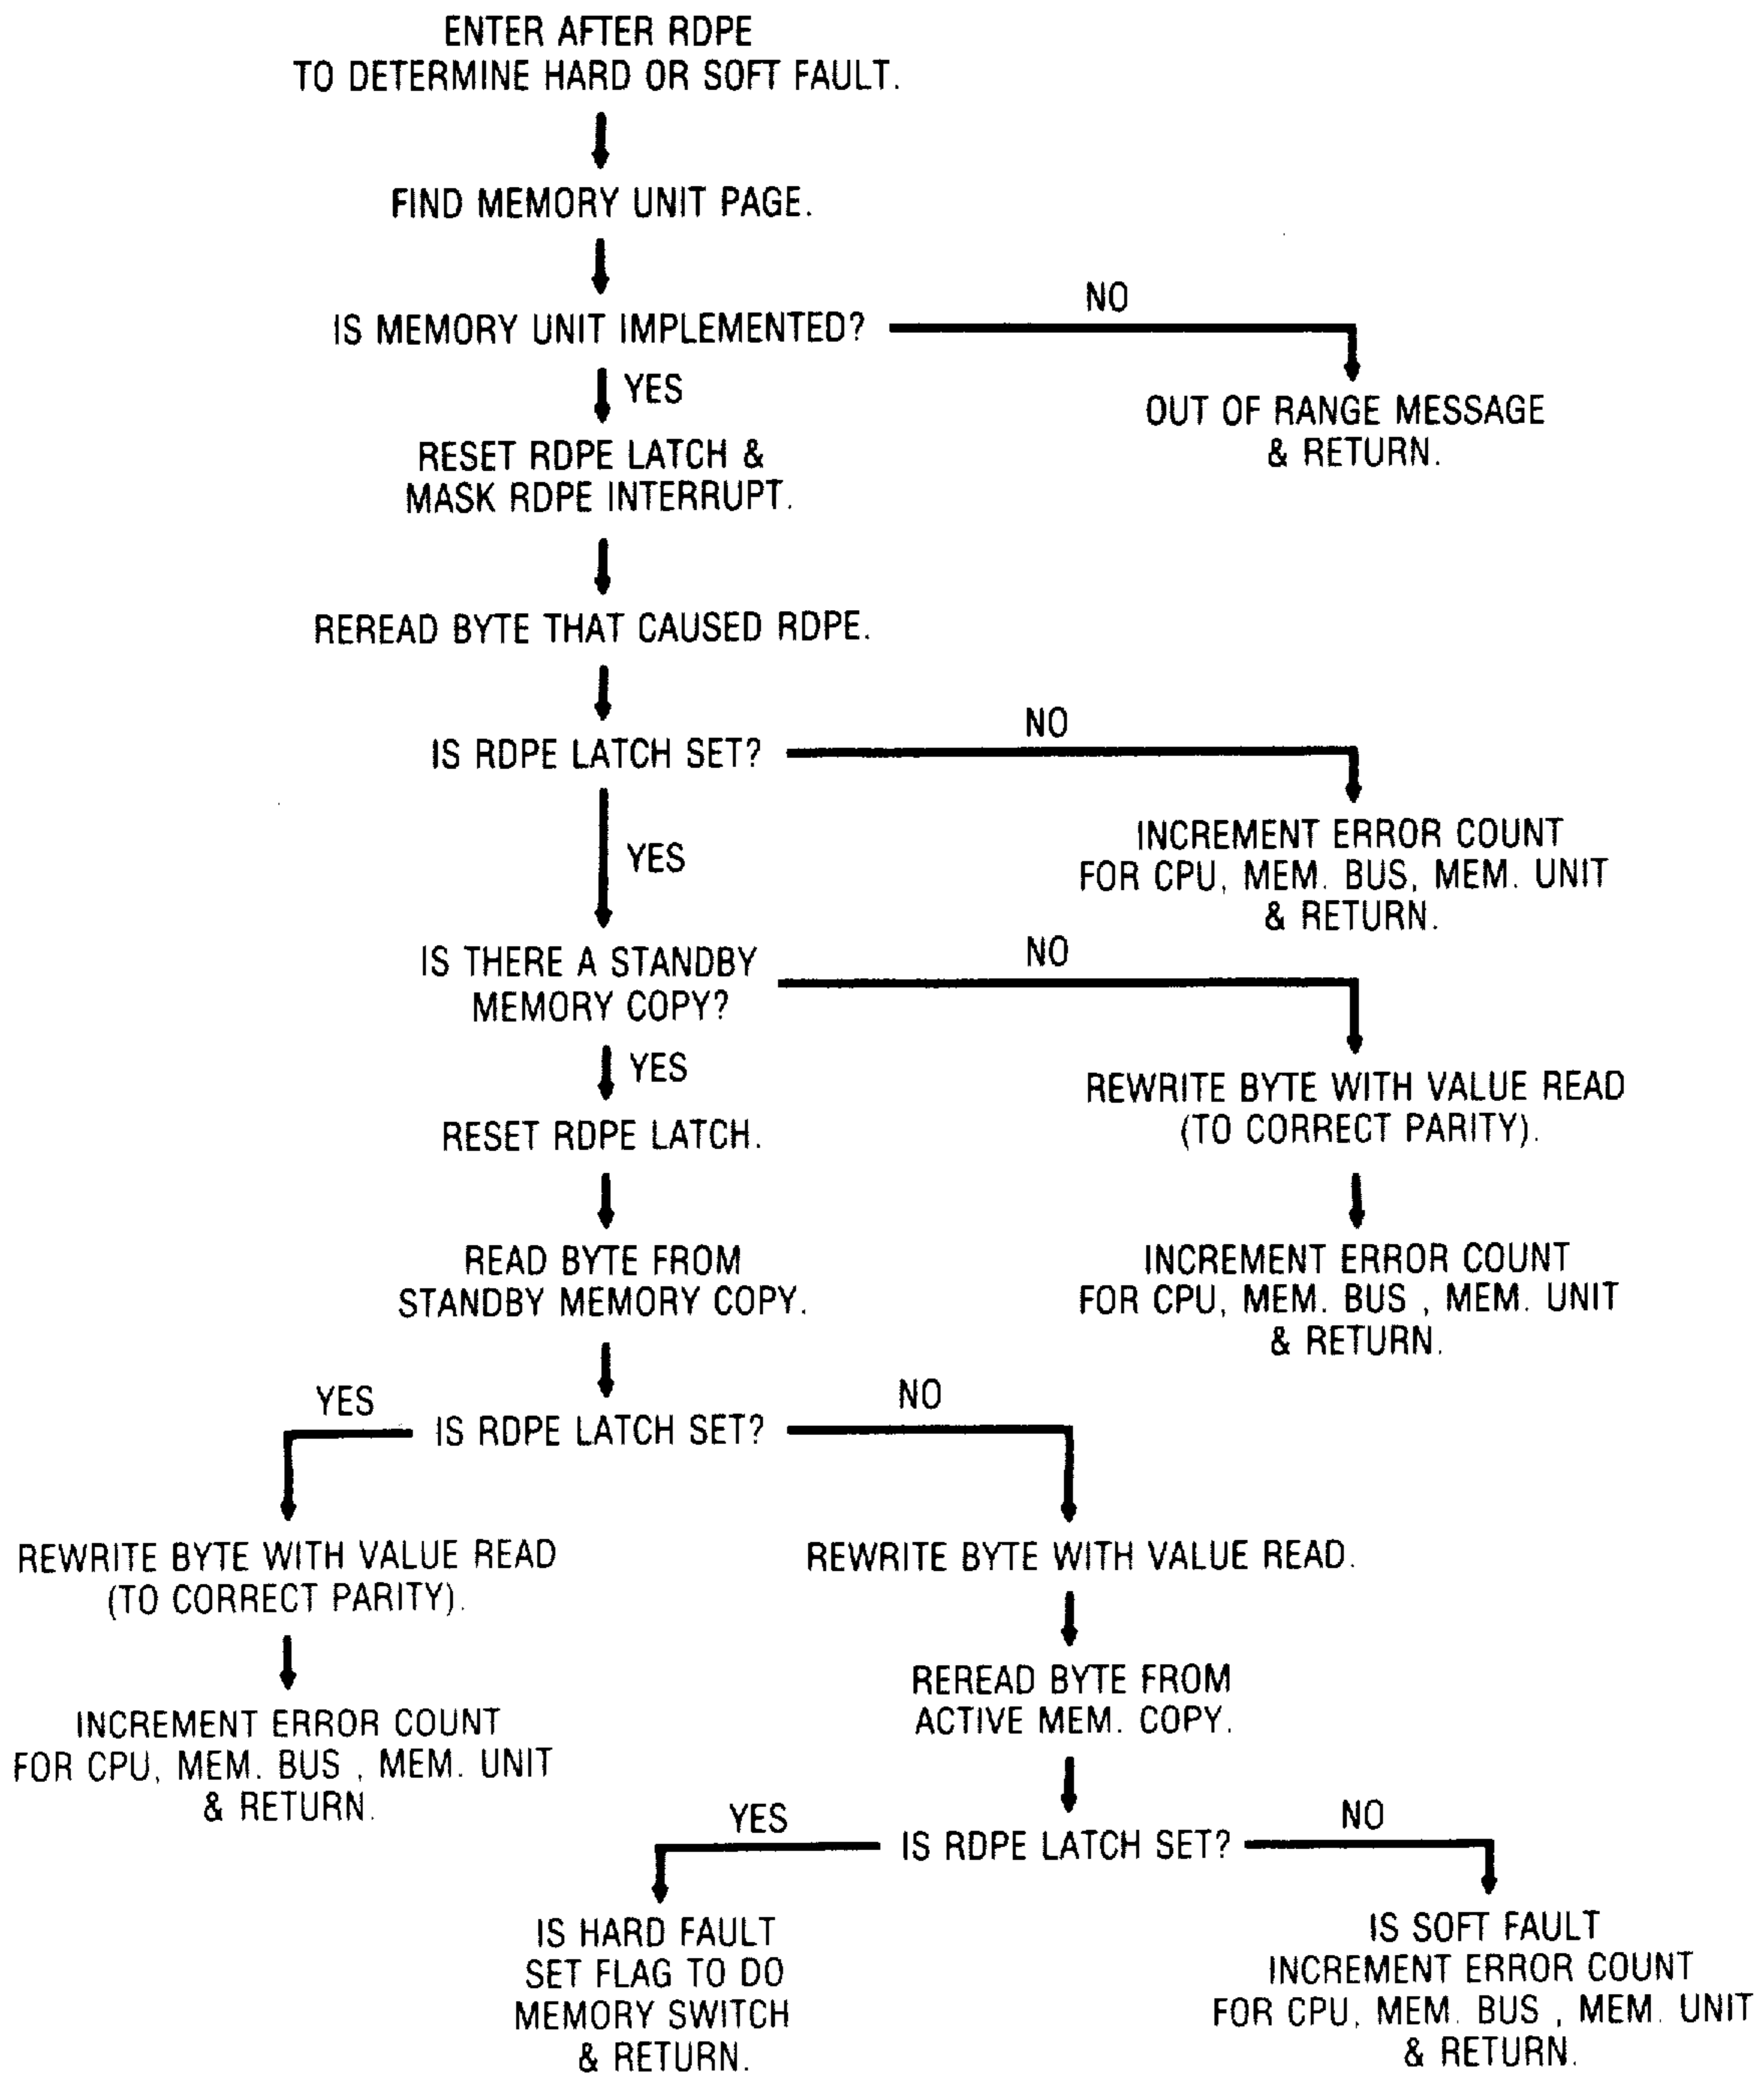 ENTER AFTER RDPE
TO DETERMINE HARD OR SOFT FAULT.
FIND MEMORY UNIT PAGE.
IS MEMORY UNIT IMPLEMENTED?
NO
YES
OUT OF RANGE MESSAGE
& RETURN.
RESET RDPE LATCH &
MASK RDPE INTERRUPT.
REREAD BYTE THAT CAUSED RDPE.
IS RDPE LATCH SET?
NO
YES
INCREMENT ERROR COUNT
FOR CPU, MEM. BUS, MEM. UNIT
& RETURN.
IS THERE A STANDBY
MEMORY COPY?
NO
YES
REWRITE BYTE WITH VALUE READ
(TO CORRECT PARITY).
INCREMENT ERROR COUNT
FOR CPU, MEM. BUS , MEM. UNIT
& RETURN.
RESET RDPE LATCH.
READ BYTE FROM
STANDBY MEMORY COPY.
IS RDPE LATCH SET?
YES
NO
REWRITE BYTE WITH VALUE READ
(TO CORRECT PARITY).
INCREMENT ERROR COUNT
FOR CPU, MEM. BUS , MEM. UNIT
& RETURN.
REWRITE BYTE WITH VALUE READ.
REREAD BYTE FROM
ACTIVE MEM. COPY.
IS RDPE LATCH SET?
YES
NO
IS HARD FAULT
SET FLAG TO DO
MEMORY SWITCH
& RETURN.
IS SOFT FAULT
INCREMENT ERROR COUNT
FOR CPU, MEM. BUS , MEM. UNIT
& RETURN.